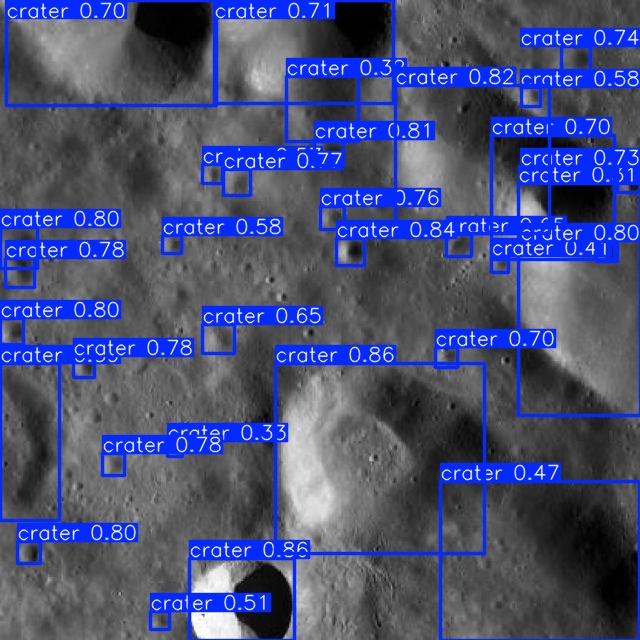 crater 0.70
crater 0.71
crater 0.74
crater 0.33
crater 0.82
crater 0.58
crater 0.81
crater 0.70
crater 0.77
crater 0.73
crater
crater 0.76
crater 0.80
crater 0.58
crater 0.84
crater
crater 0.80
crater 0.78
crater 0.41
crater 0.80
crater 0.65
crater 0.70
crater 0.78
crater
crater 0.86
crater 0.33
crater 0.78
crater 0.47
crater 0.80
crater 0.86
crater 0.51